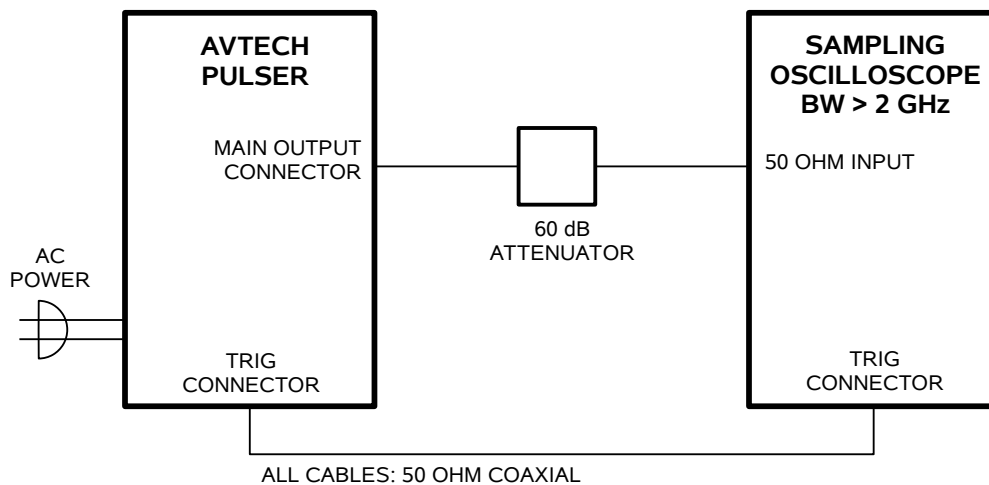 AVTECH
PULSER
MAIN OUTPUT
CONNECTOR
AC
POWER
TRIG
CONNECTOR
60 dB
ATTENUATOR
SAMPLING
OSCILLOSCOPE
BW > 2 GHz
50 OHM INPUT
TRIG
CONNECTOR
ALL CABLES: 50 OHM COAXIAL